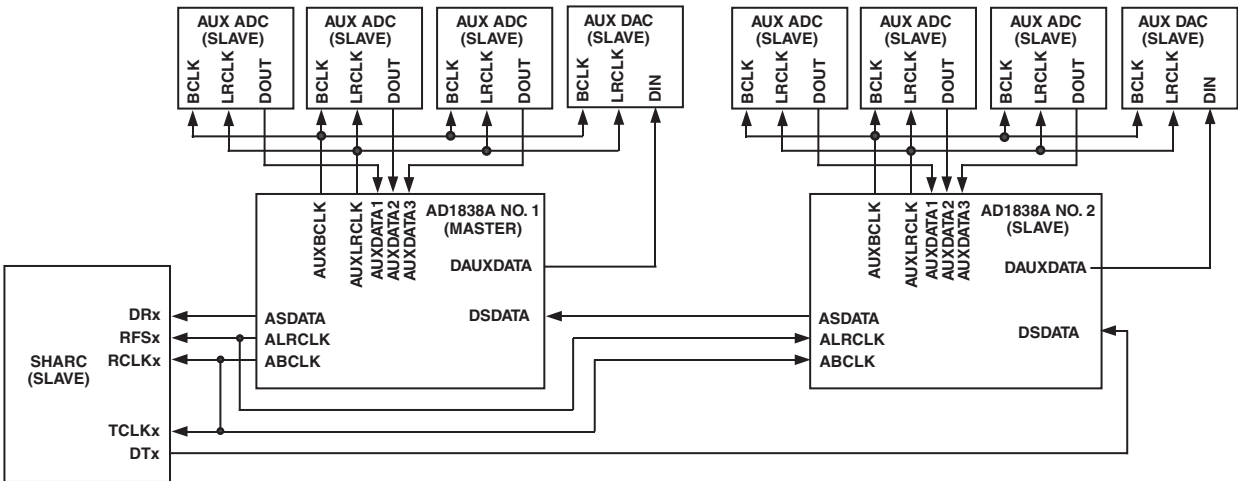 AUX ADC
(SLAVE)
BCLK
LRCLK
DOUT
AUX ADC
(SLAVE)
BCLK
LRCLK
DOUT
AUX ADC
(SLAVE)
BCLK
LRCLK
DOUT
AUX DAC
(SLAVE)
BCLK
LRCLK
DIN
AUX ADC
(SLAVE)
BCLK
LRCLK
DOUT
AUX ADC
(SLAVE)
BCLK
LRCLK
DOUT
AUX ADC
(SLAVE)
BCLK
LRCLK
DOUT
AUX DAC
(SLAVE)
BCLK
LRCLK
DIN
AUXBCLK
AUXLRCLK
AUXDATA1
AUXDATA2
AUXDATA3
AD1838A NO. 1
(MASTER)
DAUXDATA
ASDATA
ALRCLK
ABCLK
DSDATA
AUXBCLK
AUXLRCLK
AUXDATA1
AUXDATA2
AUXDATA3
AD1838A NO. 2
(SLAVE)
DAUXDATA
ASDATA
ALRCLK
ABCLK
DSDATA
SHARC
(SLAVE)
DRx
RFSx
RCLKx
TCLKx
DTx